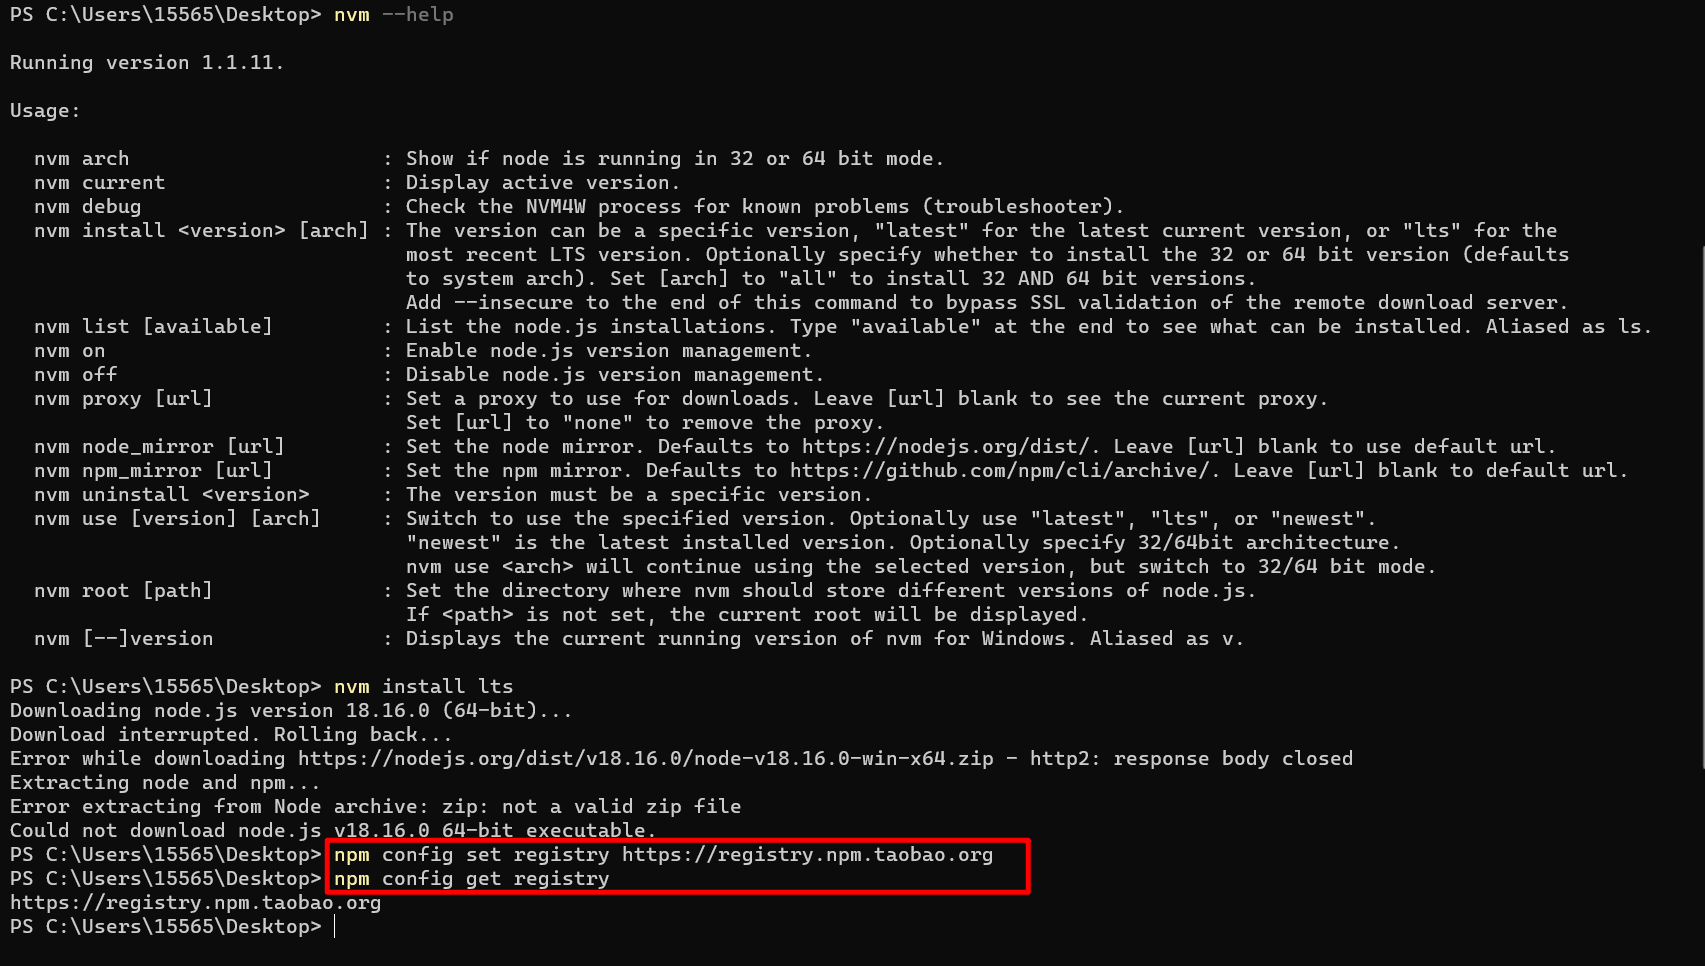 PS C:\Users\15565\Desktop> nvm --help
Running version 1.1.11.
Usage:
nvm arch : Show if node is running in 32 or 64 bit mode.
nvm current : Display active version.
nvm debug : Check the NVM4W process for known problems (troubleshooter).
nvm install <version> [arch] : The version can be a specific version, "latest" for the latest current version, or "lts" for the
most recent LTS version. Optionally specify whether to install the 32 or 64 bit version (defaults
to system arch). Set [arch] to "all" to install 32 AND 64 bit versions.
Add --insecure to the end of this command to bypass SSL validation of the remote download server.
nvm list [available] : List the node.js installations. Type "available" at the end to see what can be installed. Aliased as ls.
nvm on : Enable node.js version management.
nvm off : Disable node.js version management.
nvm proxy [url] : Set a proxy to use for downloads. Leave [url] blank to see the current proxy.
Set [url] to "none" to remove the proxy.
nvm node_mirror [url] : Set the node mirror. Defaults to https://nodejs.org/dist/. Leave [url] blank to use default url.
nvm npm_mirror [url] : Set the npm mirror. Defaults to https://github.com/npm/cli/archive/. Leave [url] blank to default url.
nvm uninstall <version> : The version must be a specific version.
nvm use [version] [arch] : Switch to use the specified version. Optionally use "latest", "lts", or "newest".
"newest" is the latest installed version. Optionally specify 32/64bit architecture.
nvm use <arch> will continue using the selected version, but switch to 32/64 bit mode.
nvm root [path] : Set the directory where nvm should store different versions of node.js.
If <path> is not set, the current root will be displayed.
nvm [--]version : Displays the current running version of nvm for Windows. Aliased as v.
PS C:\Users\15565\Desktop> nvm install lts
Downloading node.js version 18.16.0 (64-bit)...
Download interrupted. Rolling back...
Error while downloading https://nodejs.org/dist/v18.16.0/node-v18.16.0-win-x64.zip - http2: response body closed
Extracting node and npm...
Error extracting from Node archive: zip: not a valid zip file
Could not download node.js v18.16.0 64-bit executable.
PS C:\Users\15565\Desktop> npm config set registry https://registry.npm.taobao.org
PS C:\Users\15565\Desktop> npm config get registry
https://registry.npm.taobao.org
PS C:\Users\15565\Desktop>